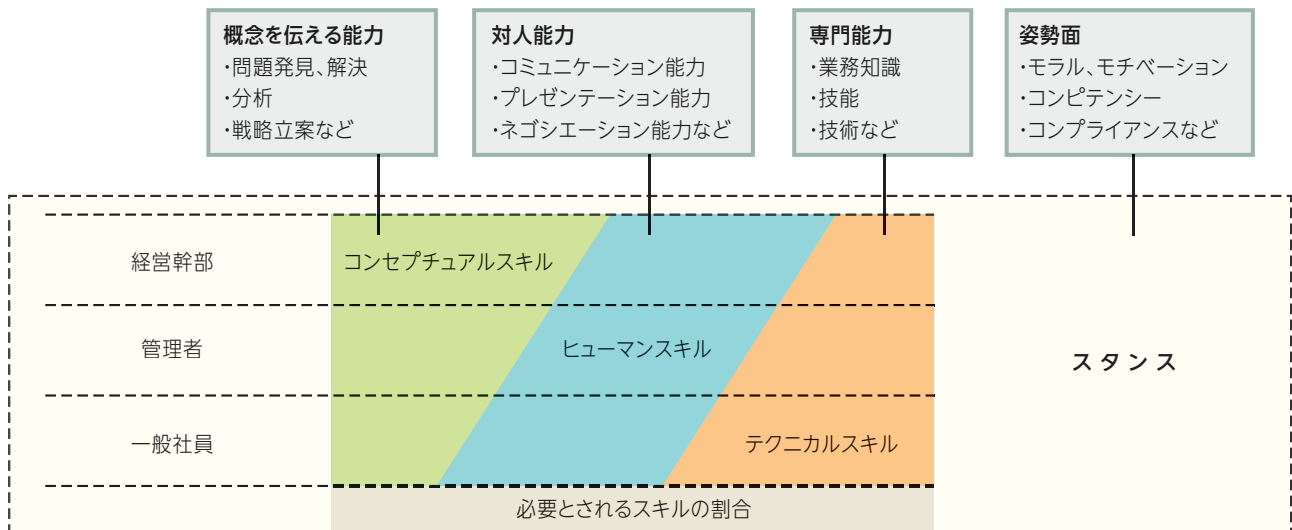 概念を伝える能力
・問題発見、解決
・分析
・戦略立案など
対人能力
・コミュニケーション能力
・プレゼンテーション能力
・ネゴシエーション能力など
専門能力
・業務知識
・技能
・技術など
姿勢面
・モラル、モチベーション
・コンピテンシー
・コンプライアンスなど
経営幹部
コンセプチュアルスキル
管理者
ヒューマンスキル
スタンス
一般社員
テクニカルスキル
必要とされるスキルの割合